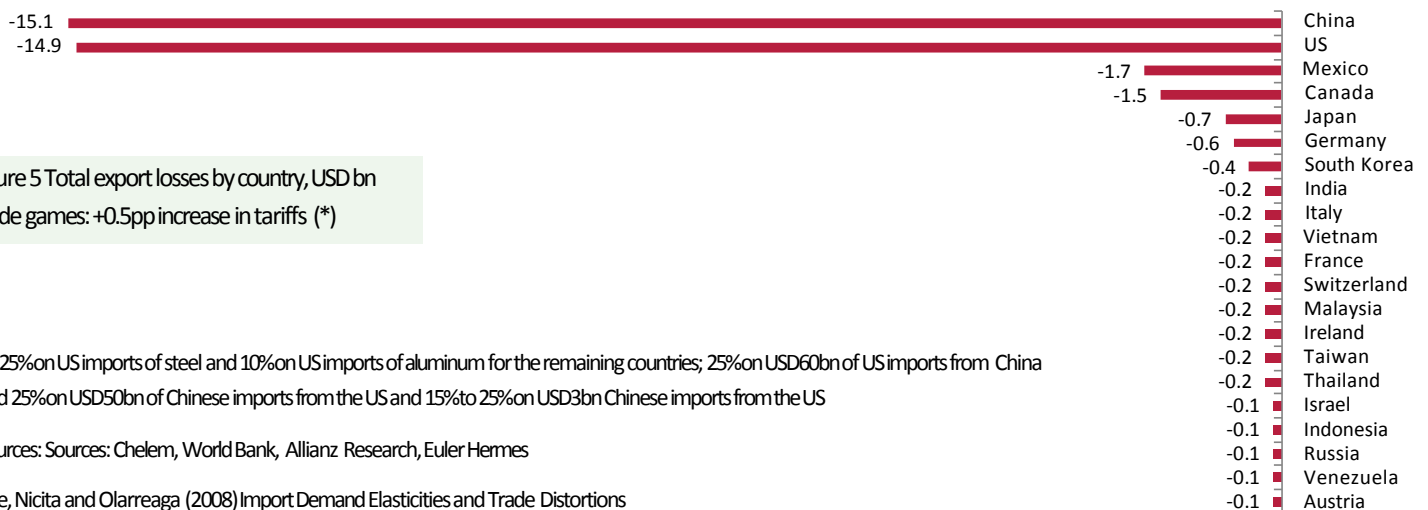 -15.1 China
-14.9 US
-1.7 Mexico
-1.5 Canada
-0.7 Japan
-0.6 Germany
-0.4 South Korea
-0.2 India
-0.2 Italy
-0.2 Vietnam
-0.2 France
-0.2 Switzerland
-0.2 Malaysia
-0.2 Ireland
-0.2 Taiwan
-0.2 Thailand
-0.1 Israel
-0.1 Indonesia
-0.1 Russia
-0.1 Venezuela
-0.1 Austria
ure 5 Total export losses by country, USD bn
de games: +0.5pp increase in tariffs (*)
25% on US imports of steel and 10% on US imports of aluminum for the remaining countries; 25% on USD60bn of US imports from China
d 25% on USD50bn of Chinese imports from the US and 15% to 25% on USD3bn Chinese imports from the US
urces: Sources: Chelem, World Bank, Allianz Research, Euler Hermes
e, Nicita and Olarreaga (2008) Import Demand Elasticities and Trade Distortions